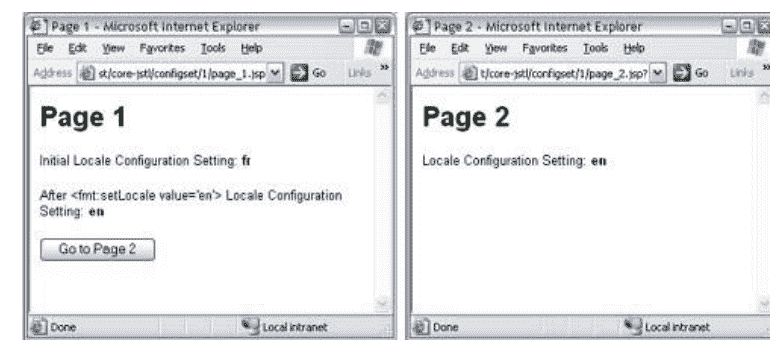 Page 1 - Microsoft Internet Explorer
File Edit View Favorites Tools Help
Address st/core-jstl/configset/1/page_1.jsp Go Links »
Page 1
Initial Locale Configuration Setting: fr
After <fmt:setLocale value='en'> Locale Configuration
Setting: en
Go to Page 2
Done Local intranet
Page 2 - Microsoft Internet Explorer
File Edit View Favorites Tools Help
Address t/core-jstl/configset/1/page_2.jsp? Go Links »
Page 2
Locale Configuration Setting: en
Done Local intranet